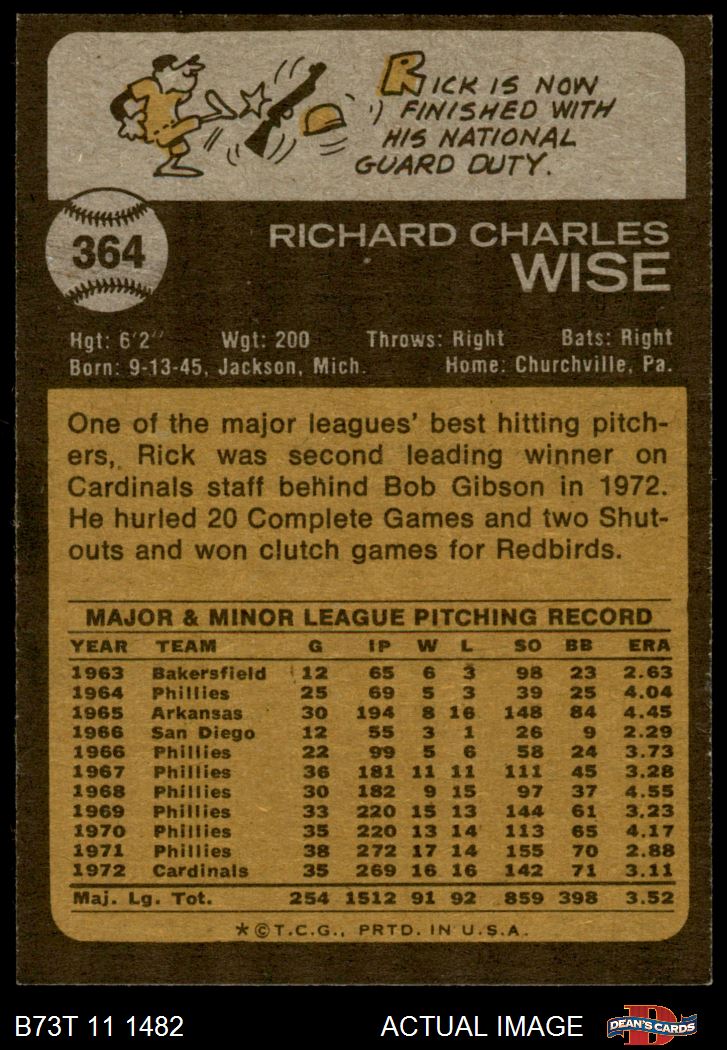 RICK IS NOW
FINISHED WITH
HIS NATIONAL
GUARD DUTY.
364
RICHARD CHARLES
WISE
Hgt: 6'2" Wgt: 200 Throws: Right Bats: Right
Born: 9-13-45, Jackson, Mich. Home: Churchville, Pa.
One of the major leagues' best hitting pitch-
ers, Rick was second leading winner on
Cardinals staff behind Bob Gibson in 1972.
He hurled 20 Complete Games and two Shut-
outs and won clutch games for Redbirds.
MAJOR & MINOR LEAGUE PITCHING RECORD
YEAR TEAM G IP W L SO BB ERA
1963 Bakersfield 12 65 6 3 98 23 2.63
1964 Phillies 25 69 5 3 39 25 4.04
1965 Arkansas 30 194 8 16 148 84 4.45
1966 San Diego 12 55 3 1 26 9 2.29
1966 Phillies 22 99 5 6 58 24 3.73
1967 Phillies 36 181 11 11 111 45 3.28
1968 Phillies 30 182 9 15 97 37 4.55
1969 Phillies 33 220 15 13 144 61 3.23
1970 Phillies 35 220 13 14 113 65 4.17
1971 Phillies 38 272 17 14 155 70 2.88
1972 Cardinals 35 269 16 16 142 71 3.11
Maj. Lg. Tot. 254 1512 91 92 859 398 3.52
*©T.C.G., PRTD. IN U.S.A.
B73T 11 1482 ACTUAL IMAGE D DEAN'S CARDS